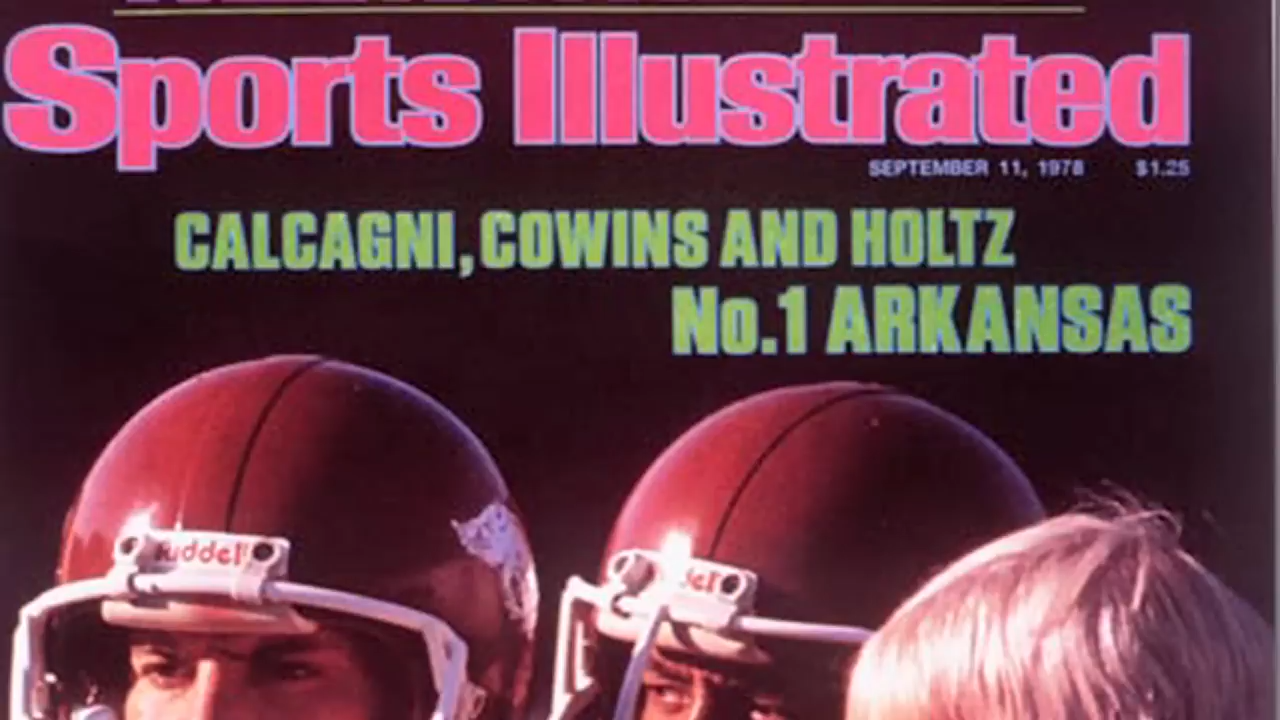 Sports Illustrated
SEPTEMBER 11, 1978 $1.25
CALCAGNI, COWINS AND HOLTZ
No.1 ARKANSAS
Riddell